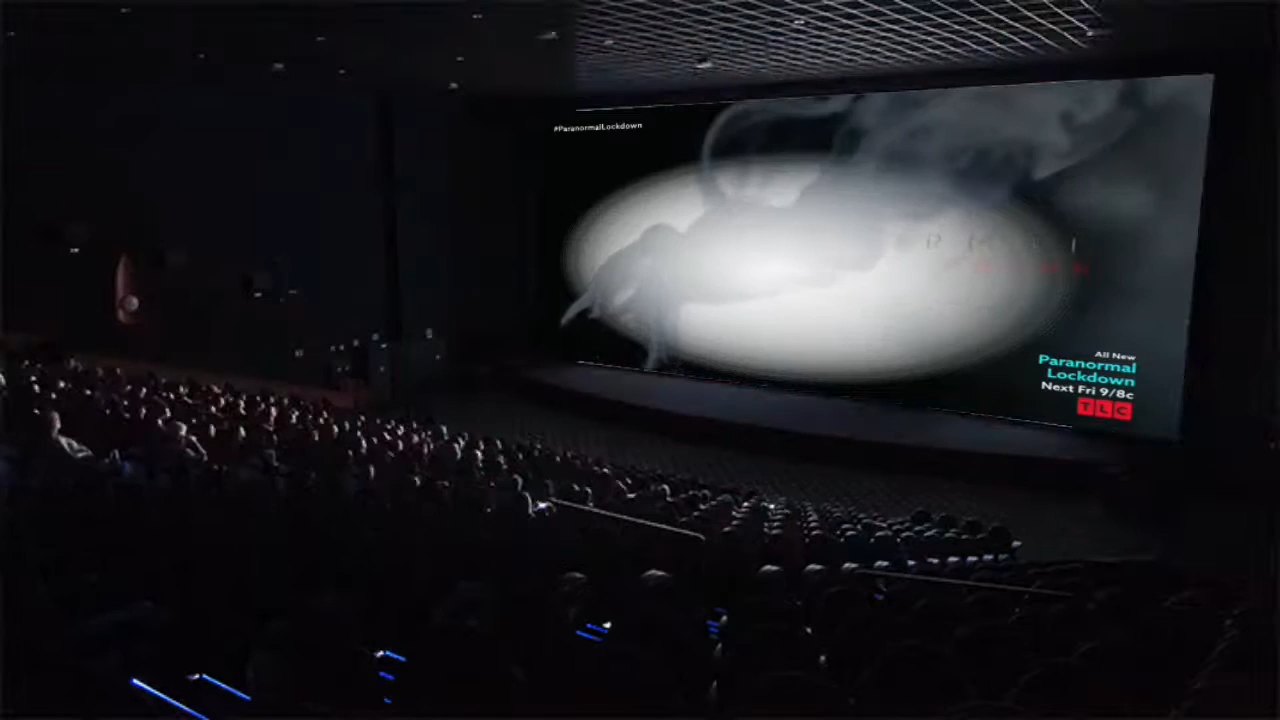 #ParanormalLockdown
All New
Paranormal
Lockdown
Next Fri 9/8c
TLC